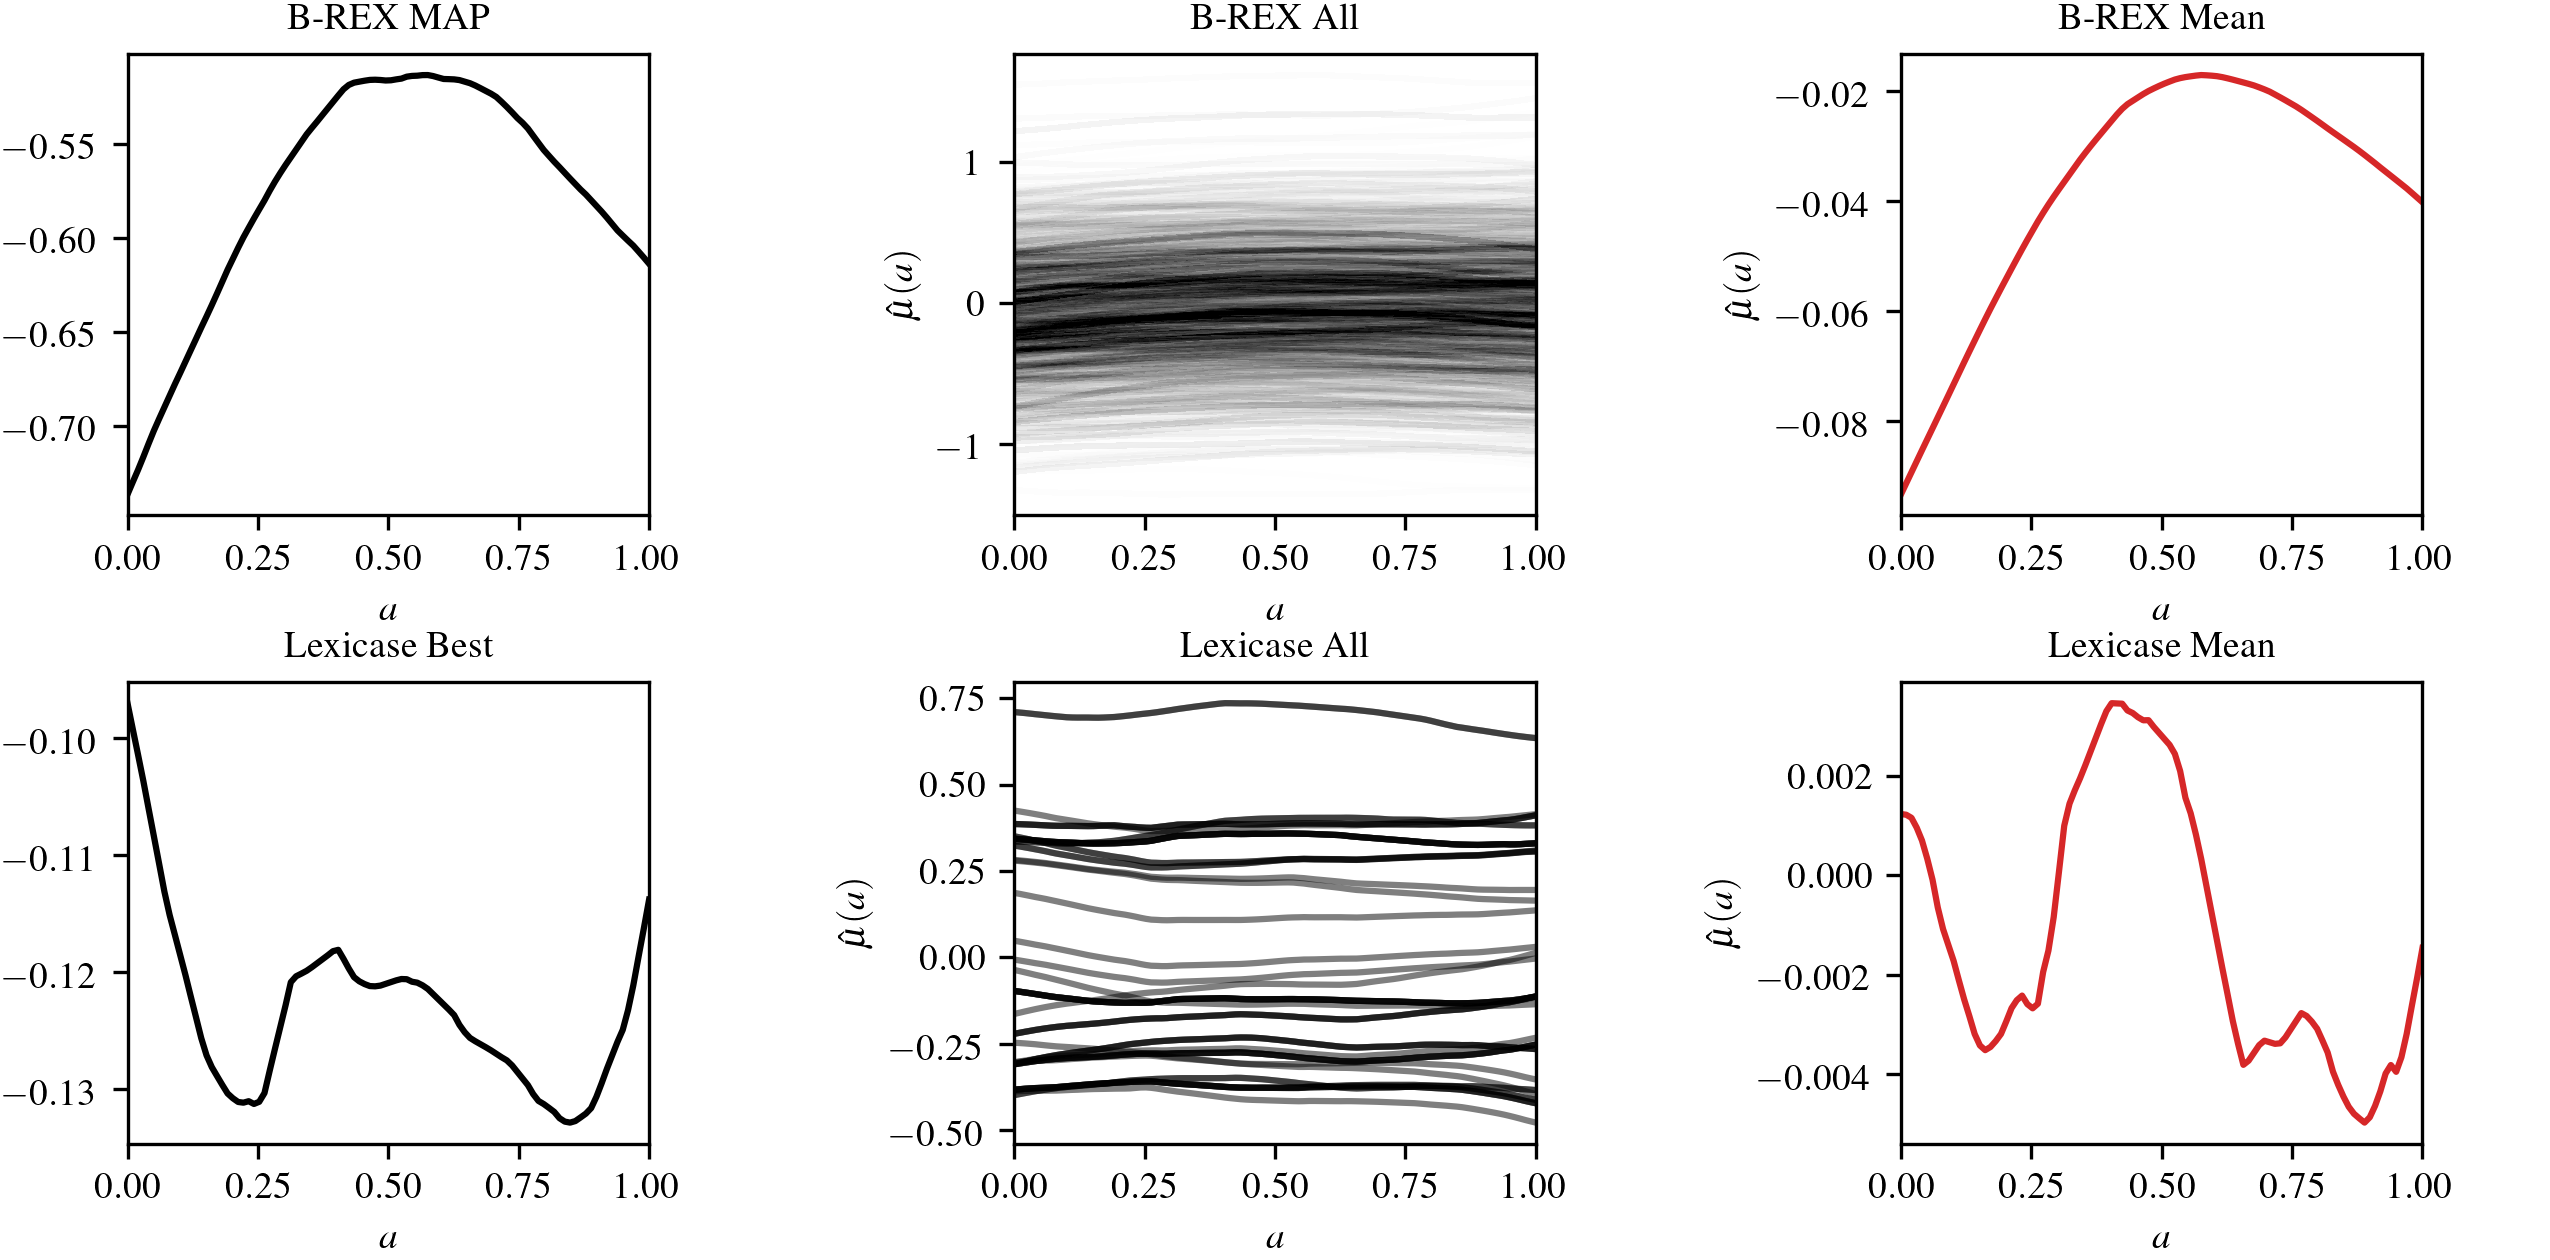 B-REX MAP
−0.55
−0.60
−0.65
−0.70
0.00 0.25 0.50 0.75 1.00
a
B-REX All
μ̂(a)
1
0
−1
0.00 0.25 0.50 0.75 1.00
a
B-REX Mean
μ̂(a)
−0.02
−0.04
−0.06
−0.08
0.00 0.25 0.50 0.75 1.00
a
Lexicase Best
−0.10
−0.11
−0.12
−0.13
0.00 0.25 0.50 0.75 1.00
a
Lexicase All
μ̂(a)
0.75
0.50
0.25
0.00
−0.25
−0.50
0.00 0.25 0.50 0.75 1.00
a
Lexicase Mean
μ̂(a)
0.002
0.000
−0.002
−0.004
0.00 0.25 0.50 0.75 1.00
a